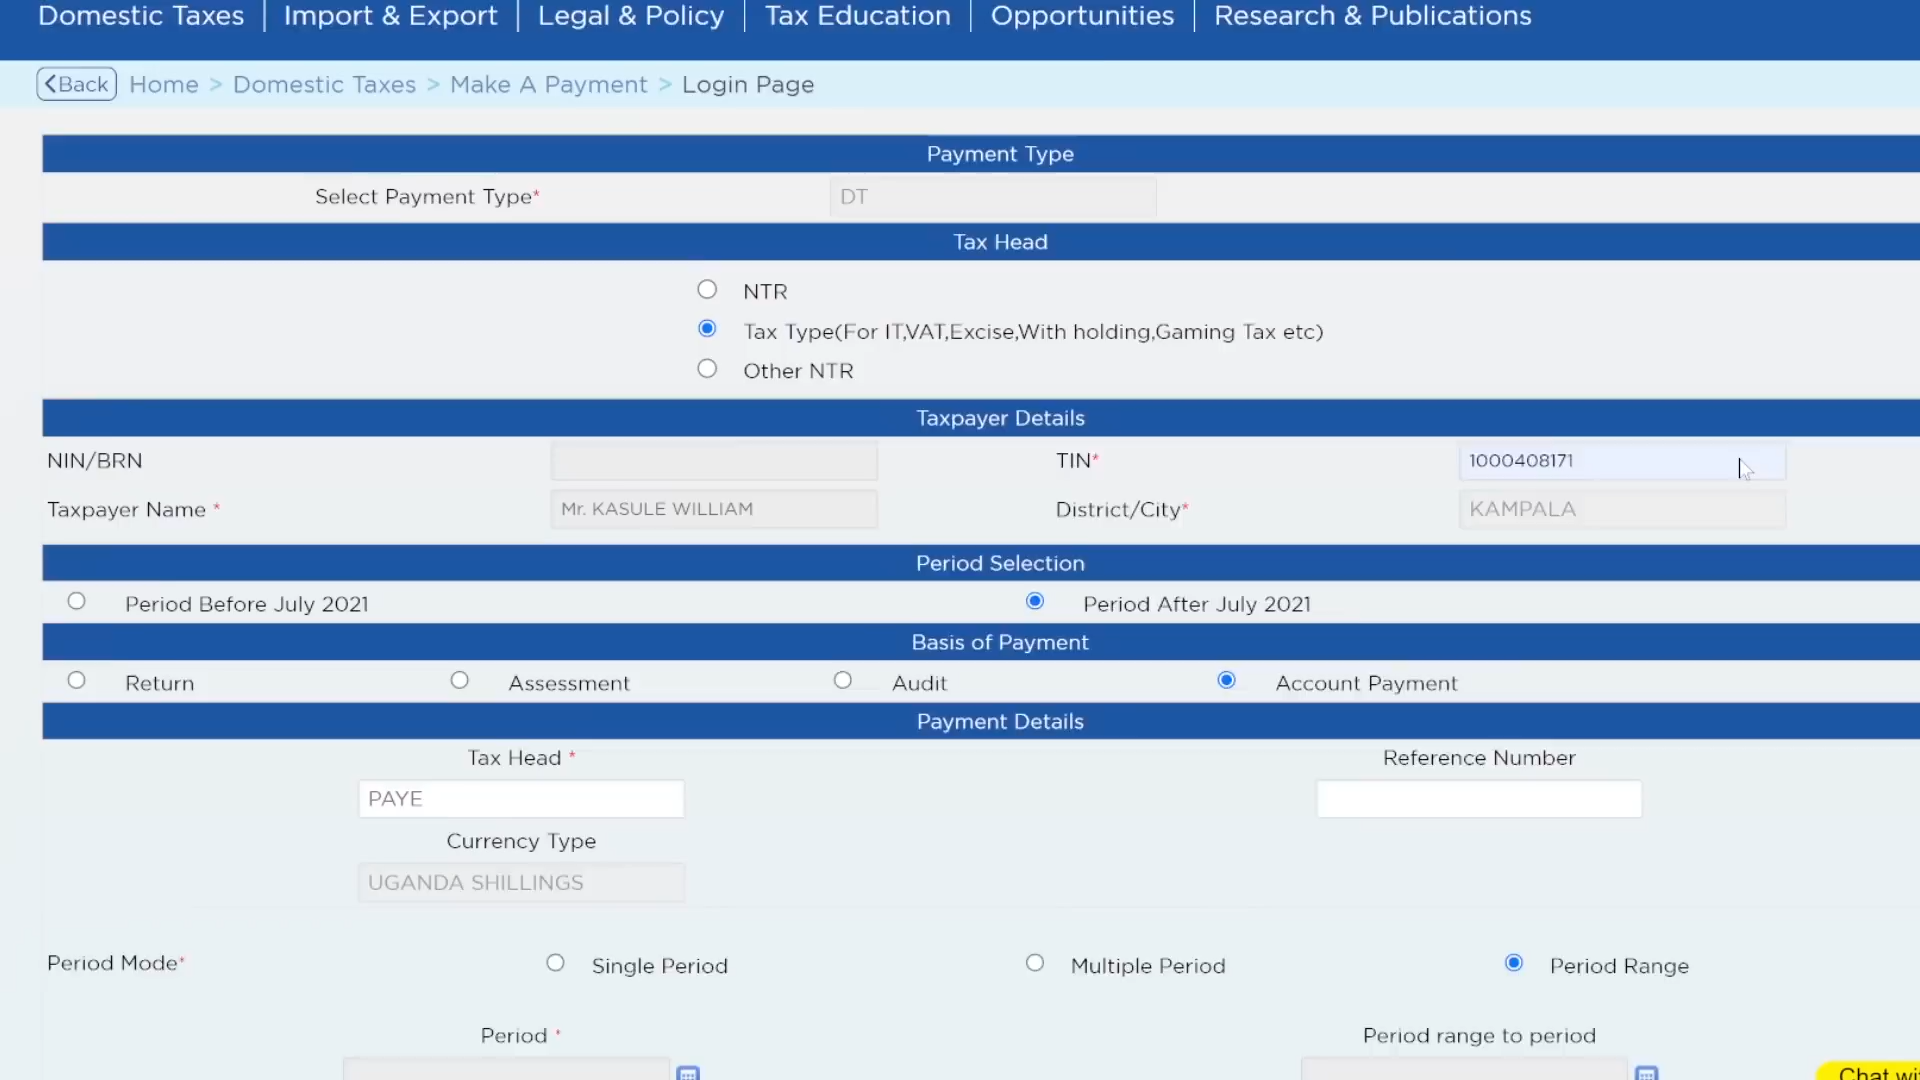 Domestic Taxes | Import & Export | Legal & Policy | Tax Education | Opportunities | Research & Publications
Back Home > Domestic Taxes > Make A Payment > Login Page
Payment Type
Select Payment Type* DT
Tax Head
NTR
Tax Type(For IT,VAT,Excise,With holding,Gaming Tax etc)
Other NTR
Taxpayer Details
NIN/BRN TIN* 1000408171
Taxpayer Name * Mr. KASULE WILLIAM District/City* KAMPALA
Period Selection
Period Before July 2021 Period After July 2021
Basis of Payment
Return Assessment Audit Account Payment
Payment Details
Tax Head * Reference Number
PAYE
Currency Type
UGANDA SHILLINGS
Period Mode* Single Period Multiple Period Period Range
Period * Period range to period
Chat